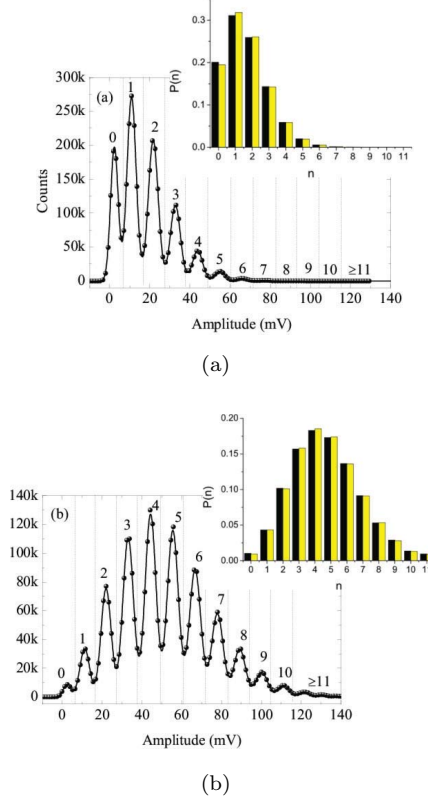 0.3
0.2
0.1
0.0
P(n)
0 1 2 3 4 5 6 7 8 9 10 11
n
300k
250k
200k
150k
100k
50k
0
Counts
(a)
0 1 2 3 4 5 6 7 8 9 10 ≥11
0 20 40 60 80 100 120 140
Amplitude (mV)
(a)
0.20
0.15
0.10
0.05
0.00
P(n)
0 1 2 3 4 5 6 7 8 9 10 11
n
140k
120k
100k
80k
60k
40k
20k
0
(b)
0 1 2 3 4 5 6 7 8 9 10 ≥11
0 20 40 60 80 100 120 140
Amplitude (mV)
(b)